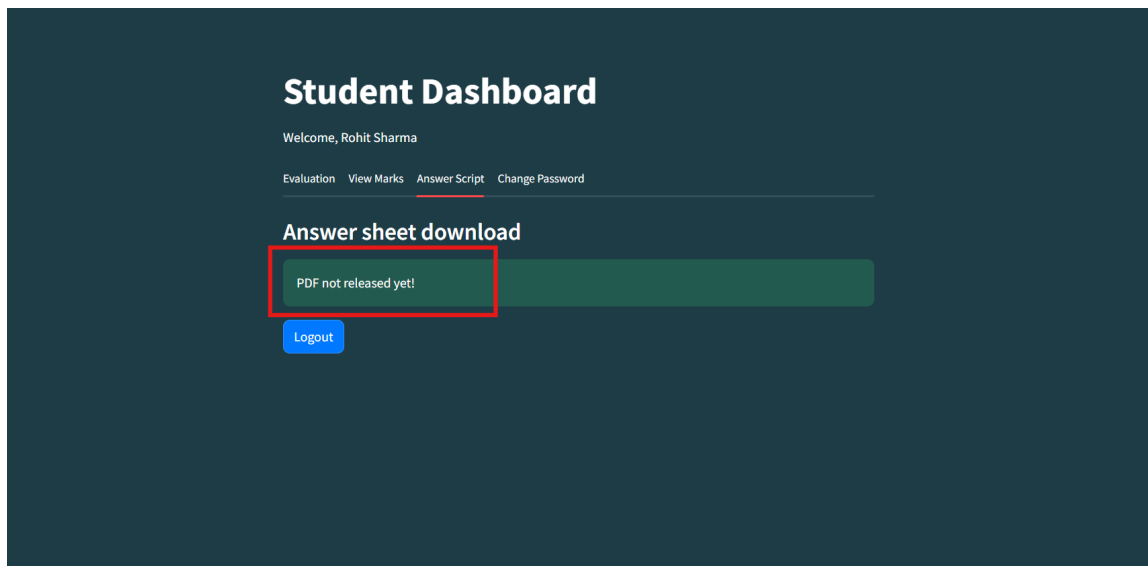 Student Dashboard
Welcome, Rohit Sharma
Evaluation View Marks Answer Script Change Password
Answer sheet download
PDF not released yet!
Logout